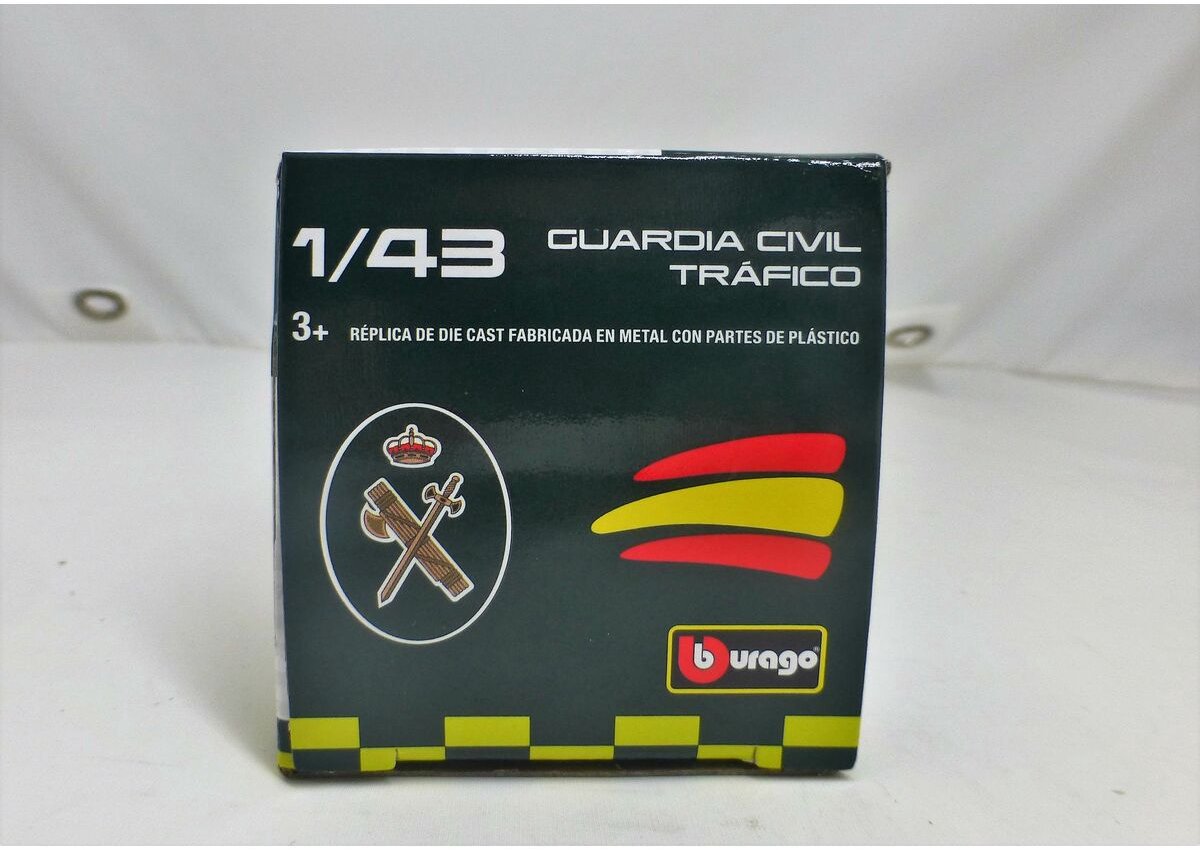 1/43
GUARDIA CIVIL
TRÁFICO
3+
RÉPLICA DE DIE CAST FABRICADA EN METAL CON PARTES DE PLÁSTICO
burago®